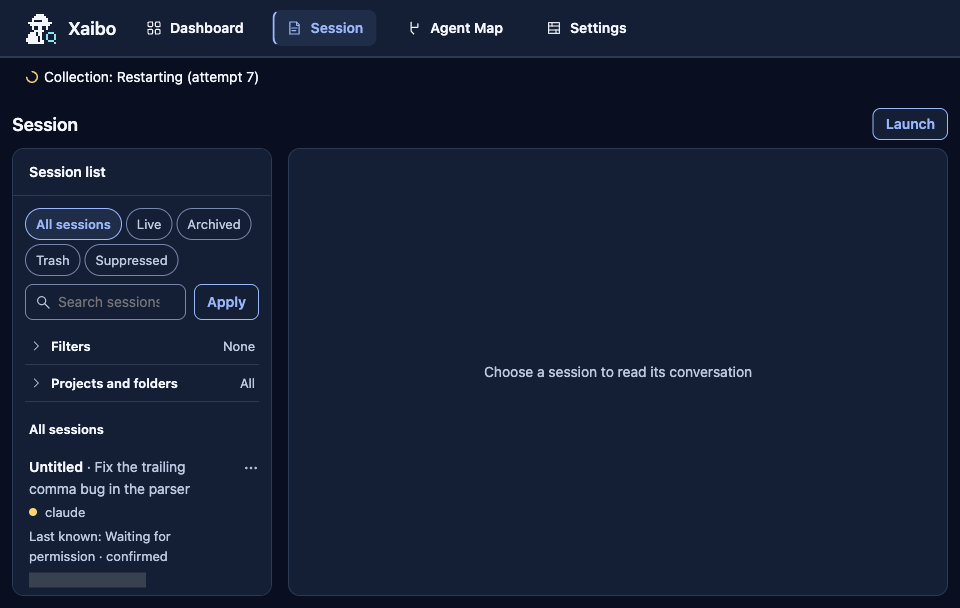 Xaibo
Dashboard
Session
Agent Map
Settings
Collection: Restarting (attempt 7)
Session
Launch
Session list
All sessions
Live
Archived
Trash
Suppressed
Search sessions
Apply
Filters
None
Projects and folders
All
All sessions
Untitled · Fix the trailing
comma bug in the parser
claude
Last known: Waiting for
permission · confirmed
Choose a session to read its conversation